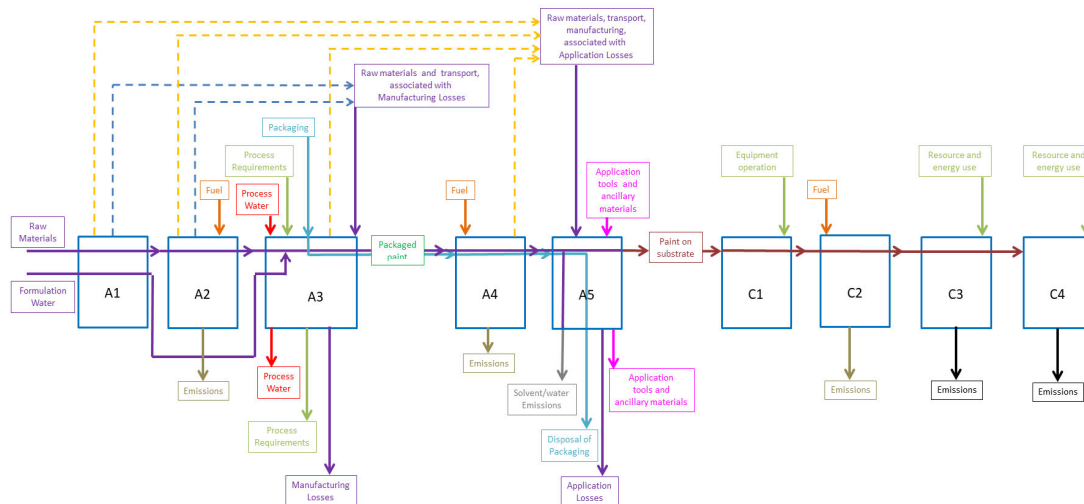 Raw materials, transport,
manufacturing,
associated with
Application Losses
Raw materials and transport,
associated with
Manufacturing Losses
Packaging
Process
Requirements
Fuel
Process
Water
Fuel
Application
tools and
ancillary
materials
Equipment
operation
Fuel
Resource and
energy use
Resource and
energy use
Raw
Materials
Formulation
Water
Packaged
paint
Paint on
substrate
A1
A2
A3
A4
A5
C1
C2
C3
C4
Emissions
Process
Water
Process
Requirements
Manufacturing
Losses
Emissions
Solvent/water
Emissions
Application
tools and
ancillary materials
Disposal of
Packaging
Application
Losses
Emissions
Emissions
Emissions